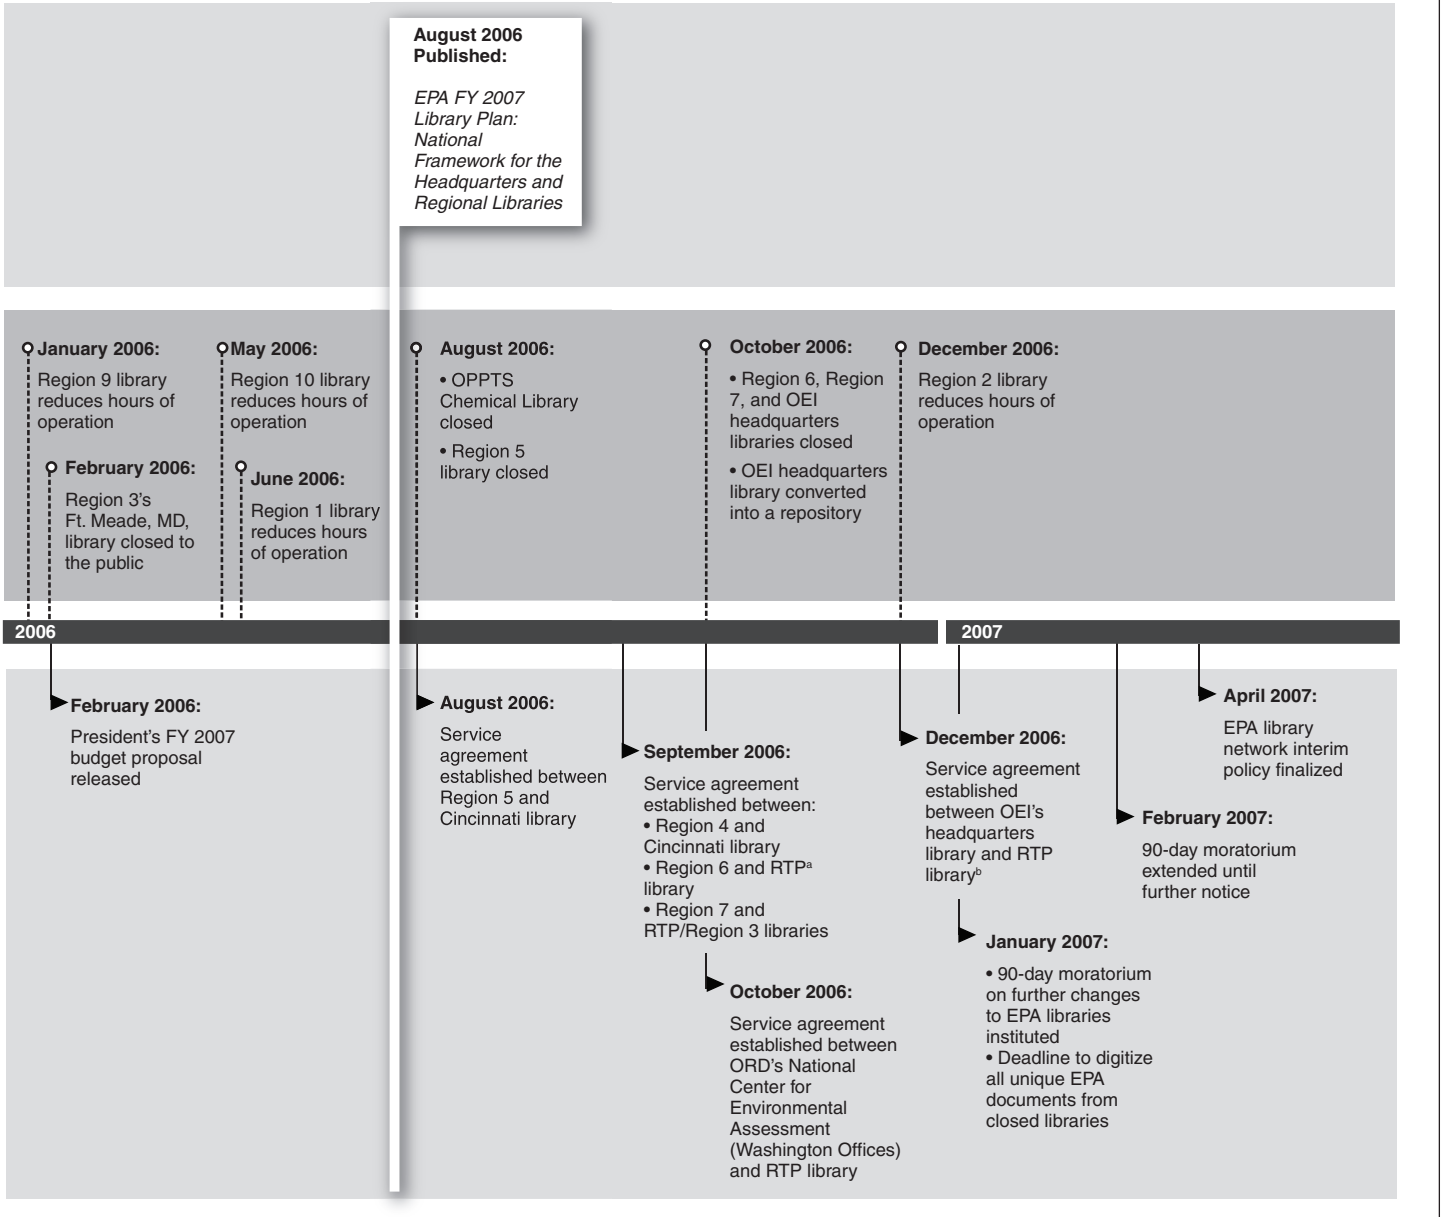 August 2006
Published:
EPA FY 2007
Library Plan:
National
Framework for the
Headquarters and
Regional Libraries
January 2006:
Region 9 library
reduces hours of
operation
February 2006:
Region 3’s
Ft. Meade, MD,
library closed to
the public
May 2006:
Region 10 library
reduces hours of
operation
June 2006:
Region 1 library
reduces hours
of operation
August 2006:
• OPPTS
Chemical Library
closed
• Region 5
library closed
October 2006:
• Region 6, Region
7, and OEI
headquarters
libraries closed
• OEI headquarters
library converted
into a repository
December 2006:
Region 2 library
reduces hours of
operation
2006
2007
February 2006:
President’s FY 2007
budget proposal
released
August 2006:
Service
agreement
established between
Region 5 and
Cincinnati library
September 2006:
Service agreement
established between:
• Region 4 and
Cincinnati library
• Region 6 and RTPᵃ
library
• Region 7 and
RTP/Region 3 libraries
October 2006:
Service agreement
established between
ORD’s National
Center for
Environmental
Assessment
(Washington Offices)
and RTP library
December 2006:
Service agreement
established
between OEI’s
headquarters
library and RTP
libraryᵇ
January 2007:
• 90-day moratorium
on further changes
to EPA libraries
instituted
• Deadline to digitize
all unique EPA
documents from
closed libraries
February 2007:
90-day moratorium
extended until
further notice
April 2007:
EPA library
network interim
policy finalized